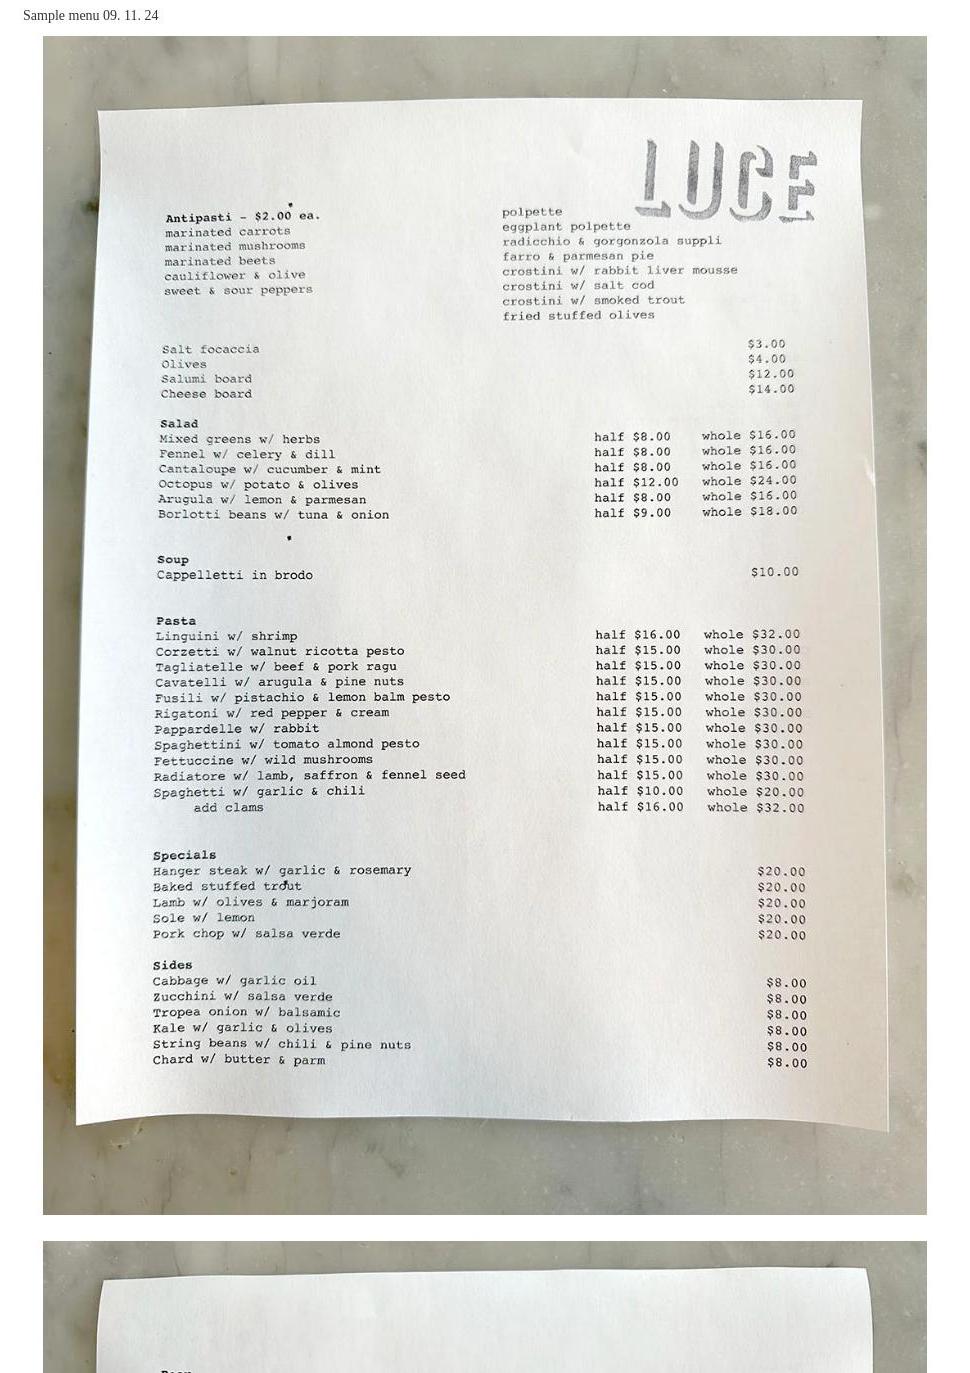 Sample menu 09. 11. 24
LUCE
Antipasti - $2.00 ea.
marinated carrots
marinated mushrooms
marinated beets
cauliflower & olive
sweet & sour peppers
polpette
eggplant polpette
radicchio & gorgonzola suppli
farro & parmesan pie
crostini w/ rabbit liver mousse
crostini w/ salt cod
crostini w/ smoked trout
fried stuffed olives
Salt focaccia $3.00
Olives $4.00
Salumi board $12.00
Cheese board $14.00
Salad
Mixed greens w/ herbs half $8.00 whole $16.00
Fennel w/ celery & dill half $8.00 whole $16.00
Cantaloupe w/ cucumber & mint half $8.00 whole $16.00
Octopus w/ potato & olives half $12.00 whole $24.00
Arugula w/ lemon & parmesan half $8.00 whole $16.00
Borlotti beans w/ tuna & onion half $9.00 whole $18.00
Soup
Cappelletti in brodo $10.00
Pasta
Linguini w/ shrimp half $16.00 whole $32.00
Corzetti w/ walnut ricotta pesto half $15.00 whole $30.00
Tagliatelle w/ beef & pork ragu half $15.00 whole $30.00
Cavatelli w/ arugula & pine nuts half $15.00 whole $30.00
Fusili w/ pistachio & lemon balm pesto half $15.00 whole $30.00
Rigatoni w/ red pepper & cream half $15.00 whole $30.00
Pappardelle w/ rabbit half $15.00 whole $30.00
Spaghettini w/ tomato almond pesto half $15.00 whole $30.00
Fettuccine w/ wild mushrooms half $15.00 whole $30.00
Radiatore w/ lamb, saffron & fennel seed half $15.00 whole $30.00
Spaghetti w/ garlic & chili half $10.00 whole $20.00
add clams half $16.00 whole $32.00
Specials
Hanger steak w/ garlic & rosemary $20.00
Baked stuffed trout $20.00
Lamb w/ olives & marjoram $20.00
Sole w/ lemon $20.00
Pork chop w/ salsa verde $20.00
Sides
Cabbage w/ garlic oil $8.00
Zucchini w/ salsa verde $8.00
Tropea onion w/ balsamic $8.00
Kale w/ garlic & olives $8.00
String beans w/ chili & pine nuts $8.00
Chard w/ butter & parm $8.00